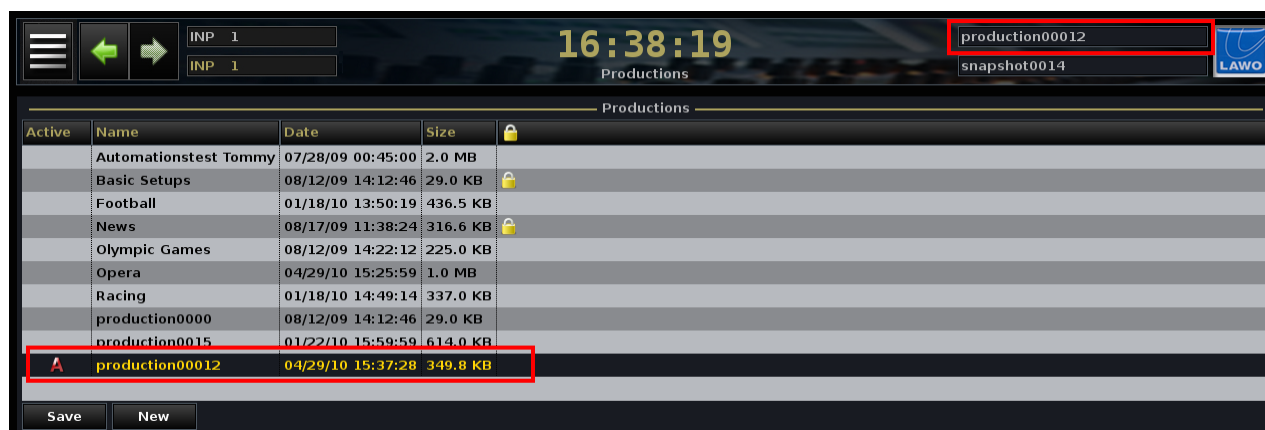 INP 1
INP 1
16:38:19
Productions
production00012
snapshot0014
LAWO
Productions
Active Name Date Size
Automationstest Tommy 07/28/09 00:45:00 2.0 MB
Basic Setups 08/12/09 14:12:46 29.0 KB
Football 01/18/10 13:50:19 436.5 KB
News 08/17/09 11:38:24 316.6 KB
Olympic Games 08/12/09 14:22:12 225.0 KB
Opera 04/29/10 15:25:59 1.0 MB
Racing 01/18/10 14:49:14 337.0 KB
production0000 08/12/09 14:12:46 29.0 KB
production0015 01/22/10 15:59:59 614.0 KB
A production00012 04/29/10 15:37:28 349.8 KB
Save New